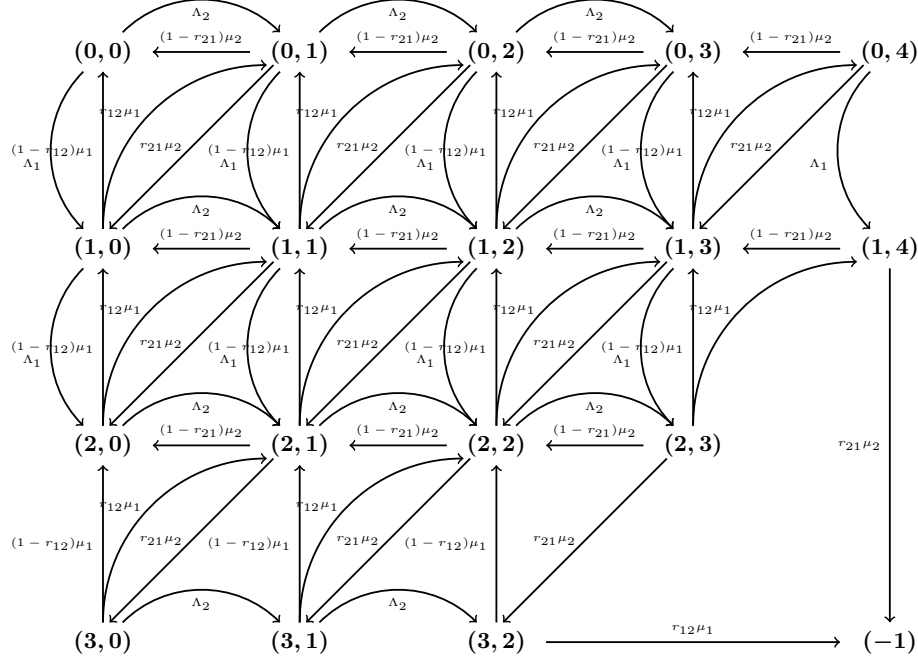 Λ₂ Λ₂ Λ₂
(1 − r₂₁)μ₂ (1 − r₂₁)μ₂ (1 − r₂₁)μ₂ (1 − r₂₁)μ₂
(0, 0) (0, 1) (0, 2) (0, 3) (0, 4)
r₁₂μ₁ r₁₂μ₁ r₁₂μ₁ r₁₂μ₁
(1 − r₁₂)μ₁ r₂₁μ₂ (1 − r₁₂)μ₁ r₂₁μ₂ (1 − r₁₂)μ₁ r₂₁μ₂ (1 − r₁₂)μ₁ r₂₁μ₂
Λ₁ Λ₁ Λ₁ Λ₁ Λ₁
Λ₂ Λ₂ Λ₂
(1 − r₂₁)μ₂ (1 − r₂₁)μ₂ (1 − r₂₁)μ₂ (1 − r₂₁)μ₂
(1, 0) (1, 1) (1, 2) (1, 3) (1, 4)
r₁₂μ₁ r₁₂μ₁ r₁₂μ₁ r₁₂μ₁
(1 − r₁₂)μ₁ r₂₁μ₂ (1 − r₁₂)μ₁ r₂₁μ₂ (1 − r₁₂)μ₁ r₂₁μ₂ (1 − r₁₂)μ₁
Λ₁ Λ₁ Λ₁ Λ₁
Λ₂ Λ₂ Λ₂
(1 − r₂₁)μ₂ (1 − r₂₁)μ₂ (1 − r₂₁)μ₂
(2, 0) (2, 1) (2, 2) (2, 3)
r₂₁μ₂
r₁₂μ₁ r₁₂μ₁
(1 − r₁₂)μ₁ r₂₁μ₂ (1 − r₁₂)μ₁ r₂₁μ₂ (1 − r₁₂)μ₁ r₂₁μ₂
Λ₂ Λ₂
r₁₂μ₁
(3, 0) (3, 1) (3, 2) (−1)